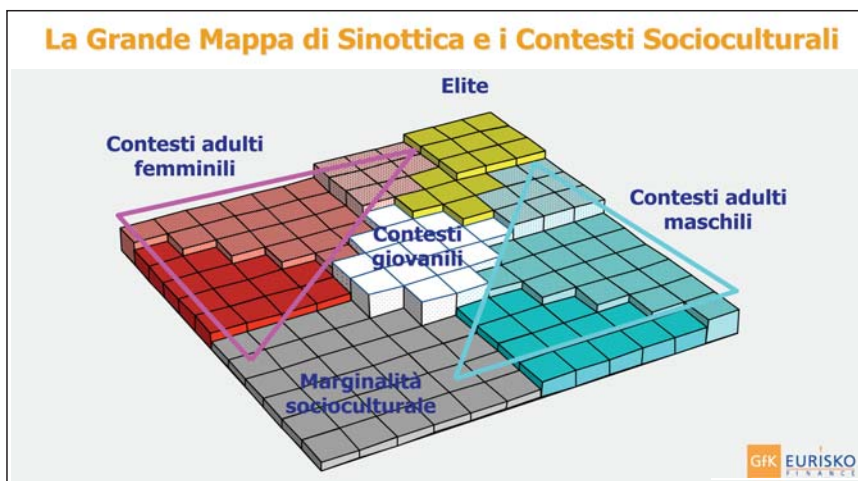 La Grande Mappa di Sinottica e i Contesti Socioculturali
Elite
Contesti adulti
femminili
Contesti adulti
maschili
Contesti
giovanili
Marginalità
socioculturale
GfK EURISKO
FINANCE